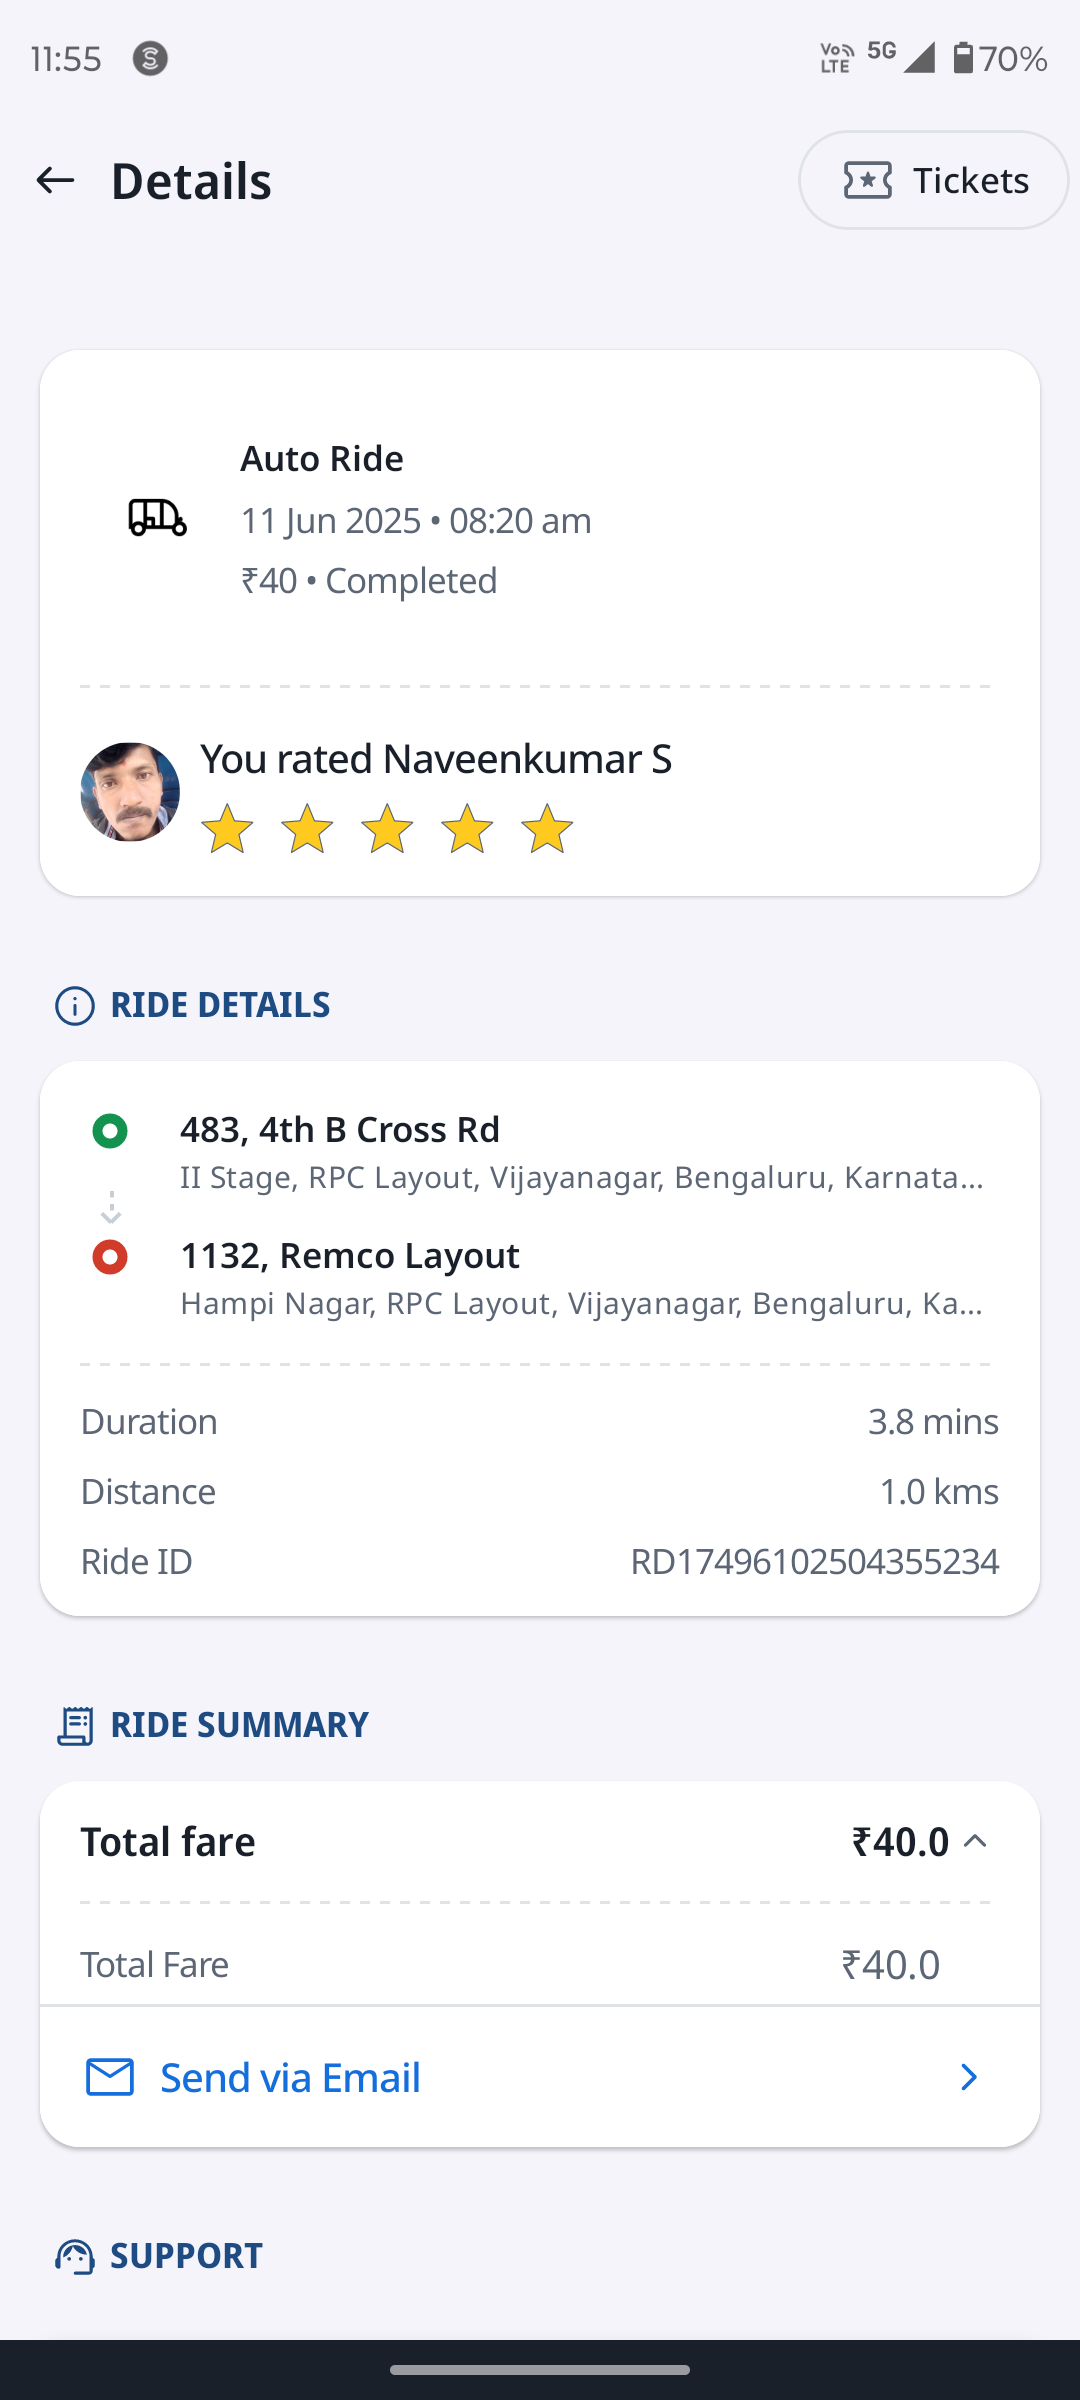 11:55
Vo LTE 5G 70%
Details
Tickets
Auto Ride
11 Jun 2025 • 08:20 am
₹40 • Completed
You rated Naveenkumar S
RIDE DETAILS
483, 4th B Cross Rd
II Stage, RPC Layout, Vijayanagar, Bengaluru, Karnata...
1132, Remco Layout
Hampi Nagar, RPC Layout, Vijayanagar, Bengaluru, Ka...
Duration 3.8 mins
Distance 1.0 kms
Ride ID RD17496102504355234
RIDE SUMMARY
Total fare ₹40.0
Total Fare ₹40.0
Send via Email
SUPPORT